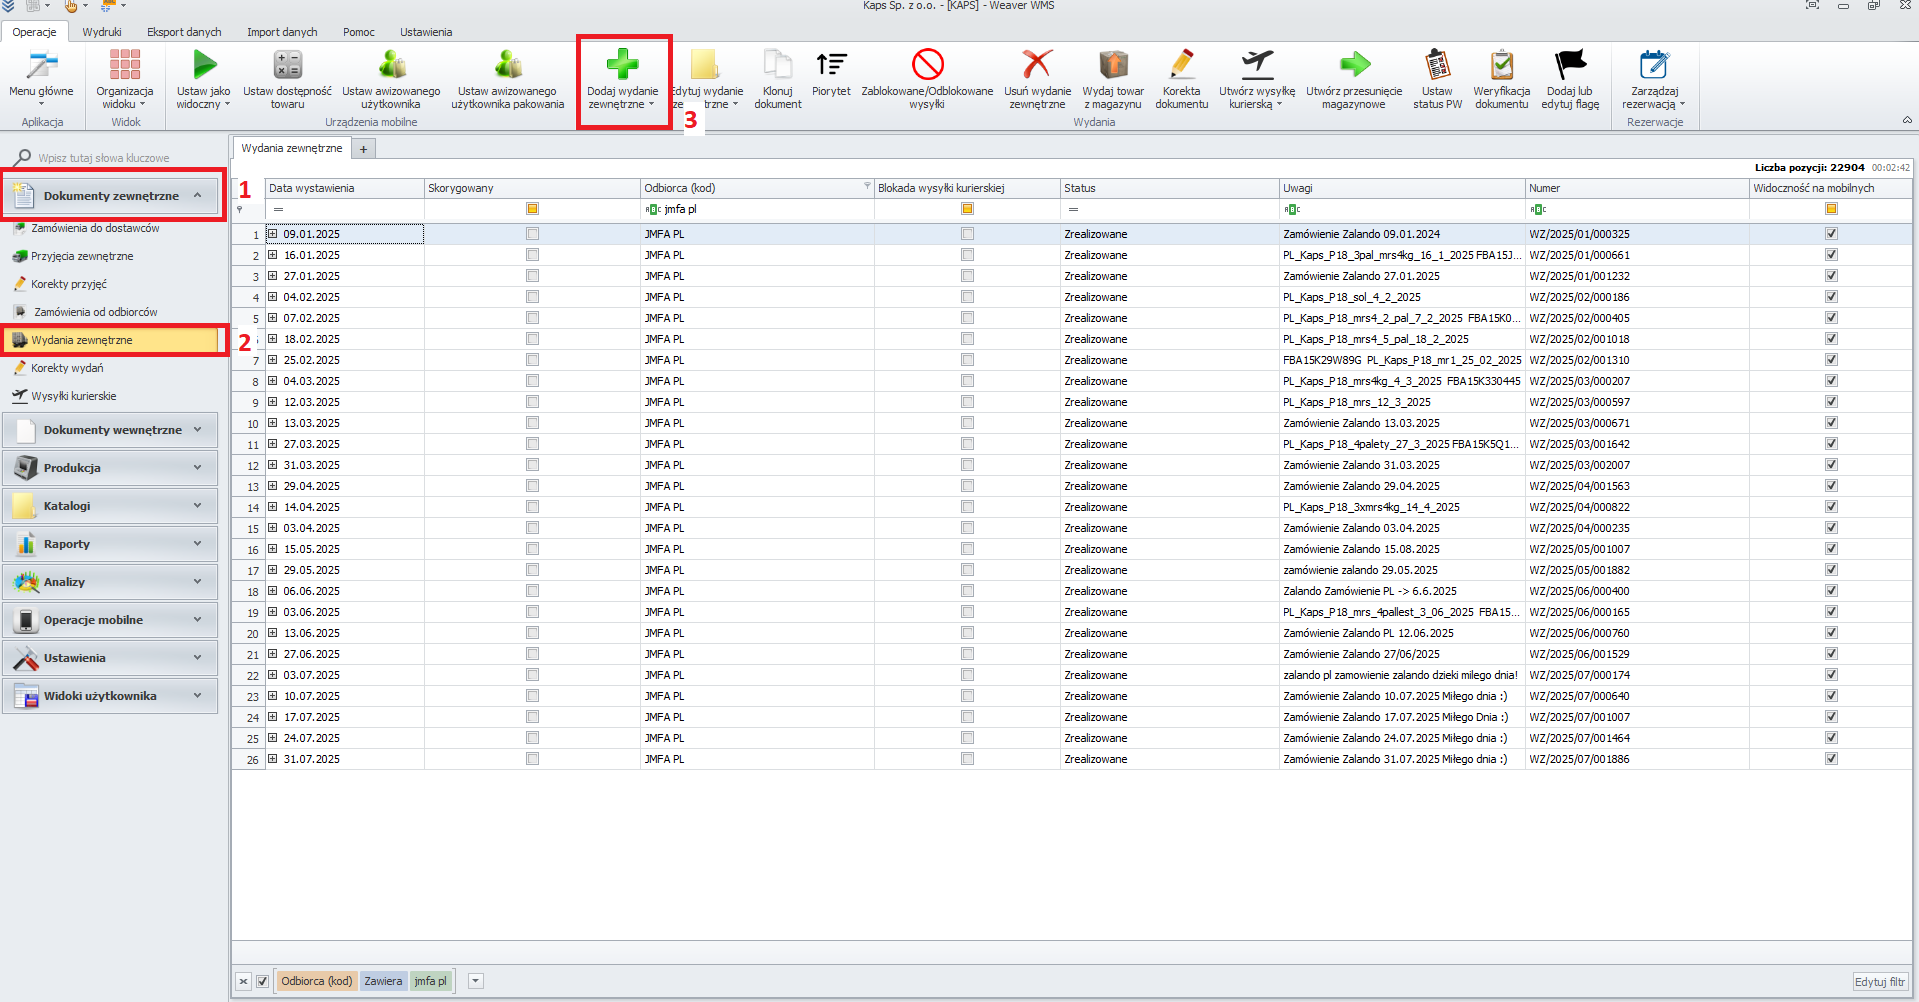 Kaps Sp. z o.o. - [KAPS] - Weaver WMS
Operacje Wydruki Eksport danych Import danych Pomoc Ustawienia
Menu główne
Aplikacja
Organizacja widoku
Widok
Ustaw jako widoczny
Ustaw dostępność towaru
Ustaw awizowanego użytkownika
Ustaw awizowanego użytkownika pakowania
Urządzenia mobilne
Dodaj wydanie zewnętrzne
3
Klonuj dokument
Piorytet
Zablokowane/Odblokowane wysyłki
Usuń wydanie zewnętrzne
Wydaj towar z magazynu
Korekta dokumentu
Utwórz wysyłkę kurierską
Utwórz przesunięcie magazynowe
Ustaw status PW
Weryfikacja dokumentu
Dodaj lub edytuj flagę
Wydania
Zarządzaj rezerwacją
Rezerwacje
Wpisz tutaj słowa kluczowe
Dokumenty zewnętrzne
1
Zamówienia do dostawców
Przyjęcia zewnętrzne
Korekty przyjęć
Zamówienia od odbiorców
Wydania zewnętrzne
2
Korekty wydań
Wysyłki kurierskie
Dokumenty wewnętrzne
Produkcja
Katalogi
Raporty
Analizy
Operacje mobilne
Ustawienia
Widoki użytkownika
Wydania zewnętrzne +
Liczba pozycji: 22904 00:02:42
Data wystawienia Skorygowany Odbiorca (kod) Blokada wysyłki kurierskiej Status Uwagi Numer Widoczność na mobilnych
= ABC jmfa pl = ABC ABC
1 09.01.2025 JMFA PL Zrealizowane Zamówienie Zalando 09.01.2024 WZ/2025/01/000325
2 16.01.2025 JMFA PL Zrealizowane PL_Kaps_P18_3pal_mrs4kg_16_1_2025 FBA15J... WZ/2025/01/000661
3 27.01.2025 JMFA PL Zrealizowane Zamówienie Zalando 27.01.2025 WZ/2025/01/001232
4 04.02.2025 JMFA PL Zrealizowane PL_Kaps_P18_sol_4_2_2025 WZ/2025/02/000186
5 07.02.2025 JMFA PL Zrealizowane PL_Kaps_P18_mrs4_2_pal_7_2_2025 FBA15K0... WZ/2025/02/000405
18.02.2025 JMFA PL Zrealizowane PL_Kaps_P18_mrs4_5_pal_18_2_2025 WZ/2025/02/001018
7 25.02.2025 JMFA PL Zrealizowane FBA15K29W89G PL_Kaps_P18_mr1_25_02_2025 WZ/2025/02/001310
8 04.03.2025 JMFA PL Zrealizowane PL_Kaps_P18_mrs4kg_4_3_2025 FBA15K330445 WZ/2025/03/000207
9 12.03.2025 JMFA PL Zrealizowane PL_Kaps_P18_mrs_12_3_2025 WZ/2025/03/000597
10 13.03.2025 JMFA PL Zrealizowane Zamówienie Zalando 13.03.2025 WZ/2025/03/000671
11 27.03.2025 JMFA PL Zrealizowane PL_Kaps_P18_4palety_27_3_2025 FBA15K5Q1... WZ/2025/03/001642
12 31.03.2025 JMFA PL Zrealizowane Zamówienie Zalando 31.03.2025 WZ/2025/03/002007
13 29.04.2025 JMFA PL Zrealizowane Zamówienie Zalando 29.04.2025 WZ/2025/04/001563
14 14.04.2025 JMFA PL Zrealizowane PL_Kaps_P18_3xmrs4kg_14_4_2025 WZ/2025/04/000822
15 03.04.2025 JMFA PL Zrealizowane Zamówienie Zalando 03.04.2025 WZ/2025/04/000235
16 15.05.2025 JMFA PL Zrealizowane Zamówienie Zalando 15.08.2025 WZ/2025/05/001007
17 29.05.2025 JMFA PL Zrealizowane zamówienie zalando 29.05.2025 WZ/2025/05/001882
18 06.06.2025 JMFA PL Zrealizowane Zalando Zamówienie PL -> 6.6.2025 WZ/2025/06/000400
19 03.06.2025 JMFA PL Zrealizowane PL_Kaps_P18_mrs_4pallest_3_06_2025 FBA15... WZ/2025/06/000165
20 13.06.2025 JMFA PL Zrealizowane Zamówienie Zalando PL 12.06.2025 WZ/2025/06/000760
21 27.06.2025 JMFA PL Zrealizowane Zamówienie Zalando 27/06/2025 WZ/2025/06/001529
22 03.07.2025 JMFA PL Zrealizowane zalando pl zamowienie zalando dzieki milego dnia! WZ/2025/07/000174
23 10.07.2025 JMFA PL Zrealizowane Zamówienie Zalando 10.07.2025 Miłego dnia :) WZ/2025/07/000640
24 17.07.2025 JMFA PL Zrealizowane Zamówienie Zalando 17.07.2025 Miłego Dnia :) WZ/2025/07/001007
25 24.07.2025 JMFA PL Zrealizowane Zamówienie Zalando 24.07.2025 Miłego dnia :) WZ/2025/07/001464
26 31.07.2025 JMFA PL Zrealizowane Zamówienie Zalando 31.07.2025 Miłego dnia :) WZ/2025/07/001886
Odbiorca (kod) Zawiera jmfa pl
Edytuj filtr